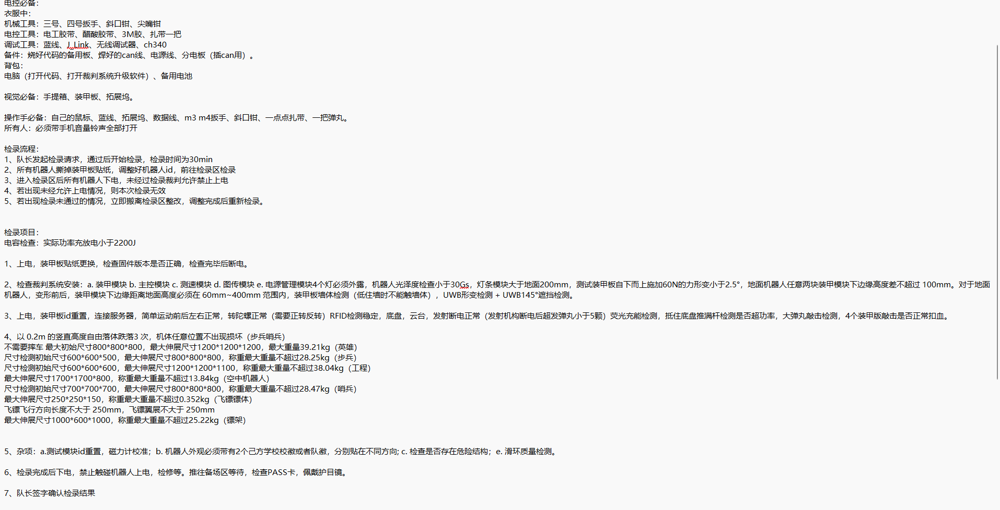 电控必备：
衣服中：
机械工具：三号、四号扳手、斜口钳、尖嘴钳
电控工具：电工胶带、醋酸胶带、3M胶、扎带一把
调试工具：蓝线、J_Link、无线调试器、ch340
备件：烧好代码的备用板、焊好的can线、电源线、分电板（插can用）。
背包：
电脑（打开代码、打开裁判系统升级软件）、备用电池
视觉必备：手提箱、装甲板、拓展坞。
操作手必备：自己的鼠标、蓝线、拓展坞、数据线、m3 m4扳手、斜口钳、一点点扎带、一把弹丸。
所有人：必须带手机音量铃声全部打开
检录流程：
1、队长发起检录请求，通过后开始检录，检录时间为30min
2、所有机器人撕掉装甲板贴纸，调整好机器人id，前往检录区检录
3、进入检录区后所有机器人下电，未经过检录裁判允许禁止上电
4、若出现未经允许上电情况，则本次检录无效
5、若出现检录未通过的情况，立即搬离检录区整改，调整完成后重新检录。
检录项目：
电容检查：实际功率充放电小于2200J
1、上电，装甲板贴纸更换，检查固件版本是否正确，检查完毕后断电。
2、检查裁判系统安装：a. 装甲模块 b. 主控模块 c. 测速模块 d. 图传模块 e. 电源管理模块4个灯必须外露，机器人光泽度检查小于30Gs，灯条模块大于地面200mm，测试装甲板自下而上施加60N的力形变小于2.5°，地面机器人任意两块装甲模块下边缘高度差不超过 100mm。对于地面
机器人，变形前后，装甲模块下边缘距离地面高度必须在 60mm~400mm 范围内，装甲板墙体检测（低住墙时不能触墙体），UWB形变检测 + UWB145°遮挡检测。
3、上电，装甲板id重置，连接服务器，简单运动前后左右正常，转陀螺正常（需要正转反转）RFID检测稳定，底盘，云台，发射断电正常（发射机构断电后超发弹丸小于5颗）荧光充能检测，抵住底盘推满杆检测是否超功率，大弹丸敲击检测，4个装甲版敲击是否正常扣血。
4、以 0.2m 的竖直高度自由落体跌落3 次，机体任意位置不出现损坏（步兵哨兵）
不需要摔车 最大初始尺寸800*800*800，最大伸展尺寸1200*1200*1200，最大重量39.21kg（英雄）
尺寸检测初始尺寸600*600*500，最大伸展尺寸800*800*800，称重最大重量不超过28.25kg（步兵）
尺寸检测初始尺寸600*600*600，最大伸展尺寸1200*1200*1100，称重最大重量不超过38.04kg（工程）
最大伸展尺寸1700*1700*800，称重最大重量不超过13.84kg（空中机器人）
尺寸检测初始尺寸700*700*700，最大伸展尺寸800*800*800，称重最大重量不超过28.47kg（哨兵）
最大伸展尺寸250*250*150，称重最大重量不超过0.352kg（飞镖镖体）
飞镖飞行方向长度不大于 250mm，飞镖翼展不大于 250mm
最大伸展尺寸1000*600*1000，称重最大重量不超过25.22kg（镖架）
5、杂项：a.测试模块id重置，磁力计校准；b. 机器人外观必须带有2个己方学校校徽或者队徽，分别贴在不同方向; c. 检查是否存在危险结构；e. 滑环质量检测。
6、检录完成后下电，禁止触碰机器人上电，检修等。推往备场区等待，检查PASS卡，佩戴护目镜。
7、队长签字确认检录结果